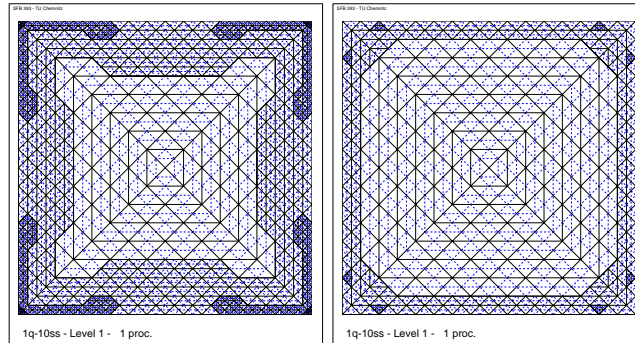 SFB 393 - TU Chemnitz
SFB 393 - TU Chemnitz
1q-10ss - Level 1 - 1 proc.
1q-10ss - Level 1 - 1 proc.